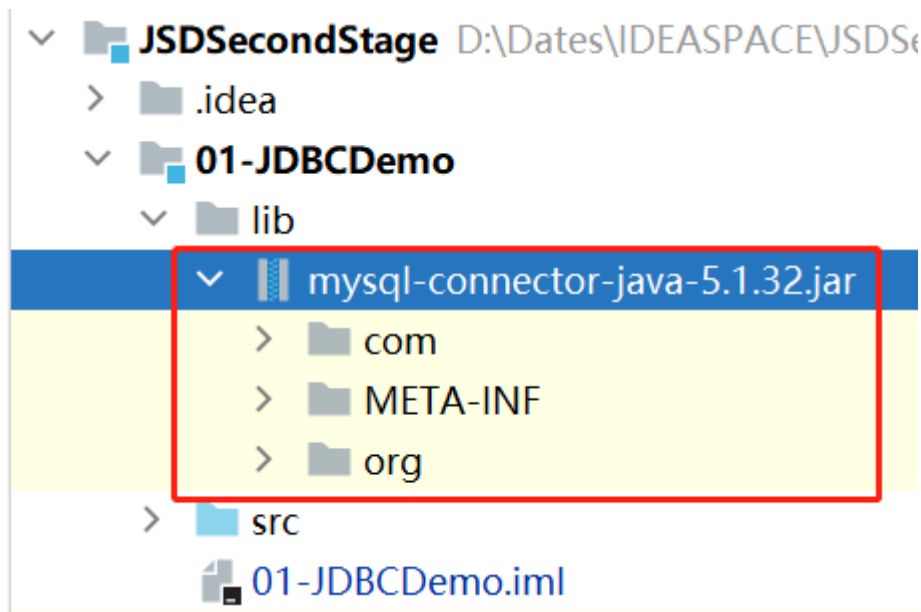 JSDSecondStage D:\Dates\IDEASPACE\JSDSe
.idea
01-JDBCDemo
lib
mysql-connector-java-5.1.32.jar
com
META-INF
org
src
01-JDBCDemo.iml